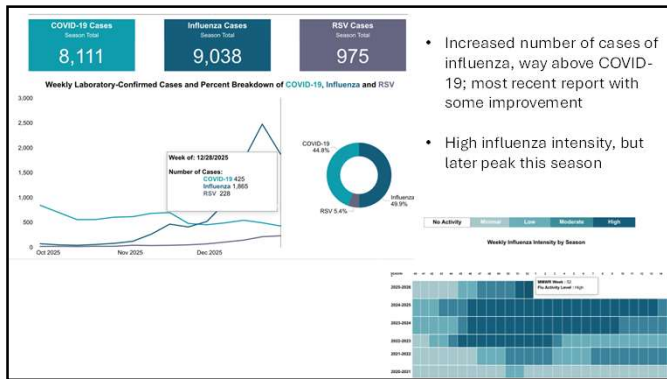 COVID-19 Cases
Season Total
8,111
Influenza Cases
Season Total
9,038
RSV Cases
Season Total
975
Weekly Laboratory-Confirmed Cases and Percent Breakdown of COVID-19, Influenza and RSV
3,000
2,500
2,000
1,500
1,000
500
0
Oct 2025
Nov 2025
Dec 2025
Week of: 12/28/2025
Number of Cases:
COVID-19 425
Influenza 1,865
RSV 228
COVID-19
44.8%
Influenza
49.9%
RSV 5.4%
• Increased number of cases of
influenza, way above COVID-
19; most recent report with
some improvement
• High influenza intensity, but
later peak this season
No Activity
Minimal
Low
Moderate
High
Weekly Influenza Intensity by Season
2025-2026
2024-2025
2023-2024
2022-2023
2021-2022
2020-2021
MMWR Week : 52
Flu Activity Level : High